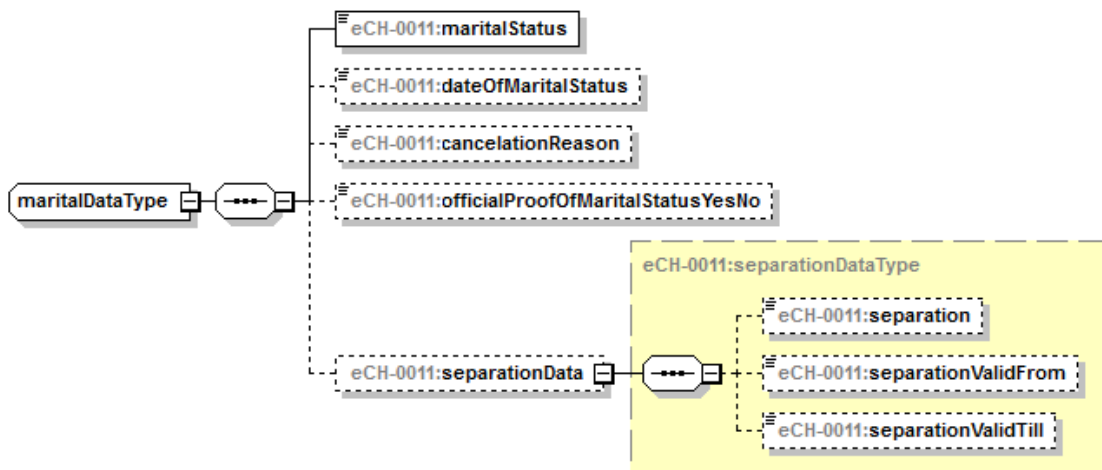 eCH-0011:maritalStatus
eCH-0011:dateOfMaritalStatus
eCH-0011:cancelationReason
maritalDataType
eCH-0011:officialProofOfMaritalStatusYesNo
eCH-0011:separationDataType
eCH-0011:separation
eCH-0011:separationData
eCH-0011:separationValidFrom
eCH-0011:separationValidTill